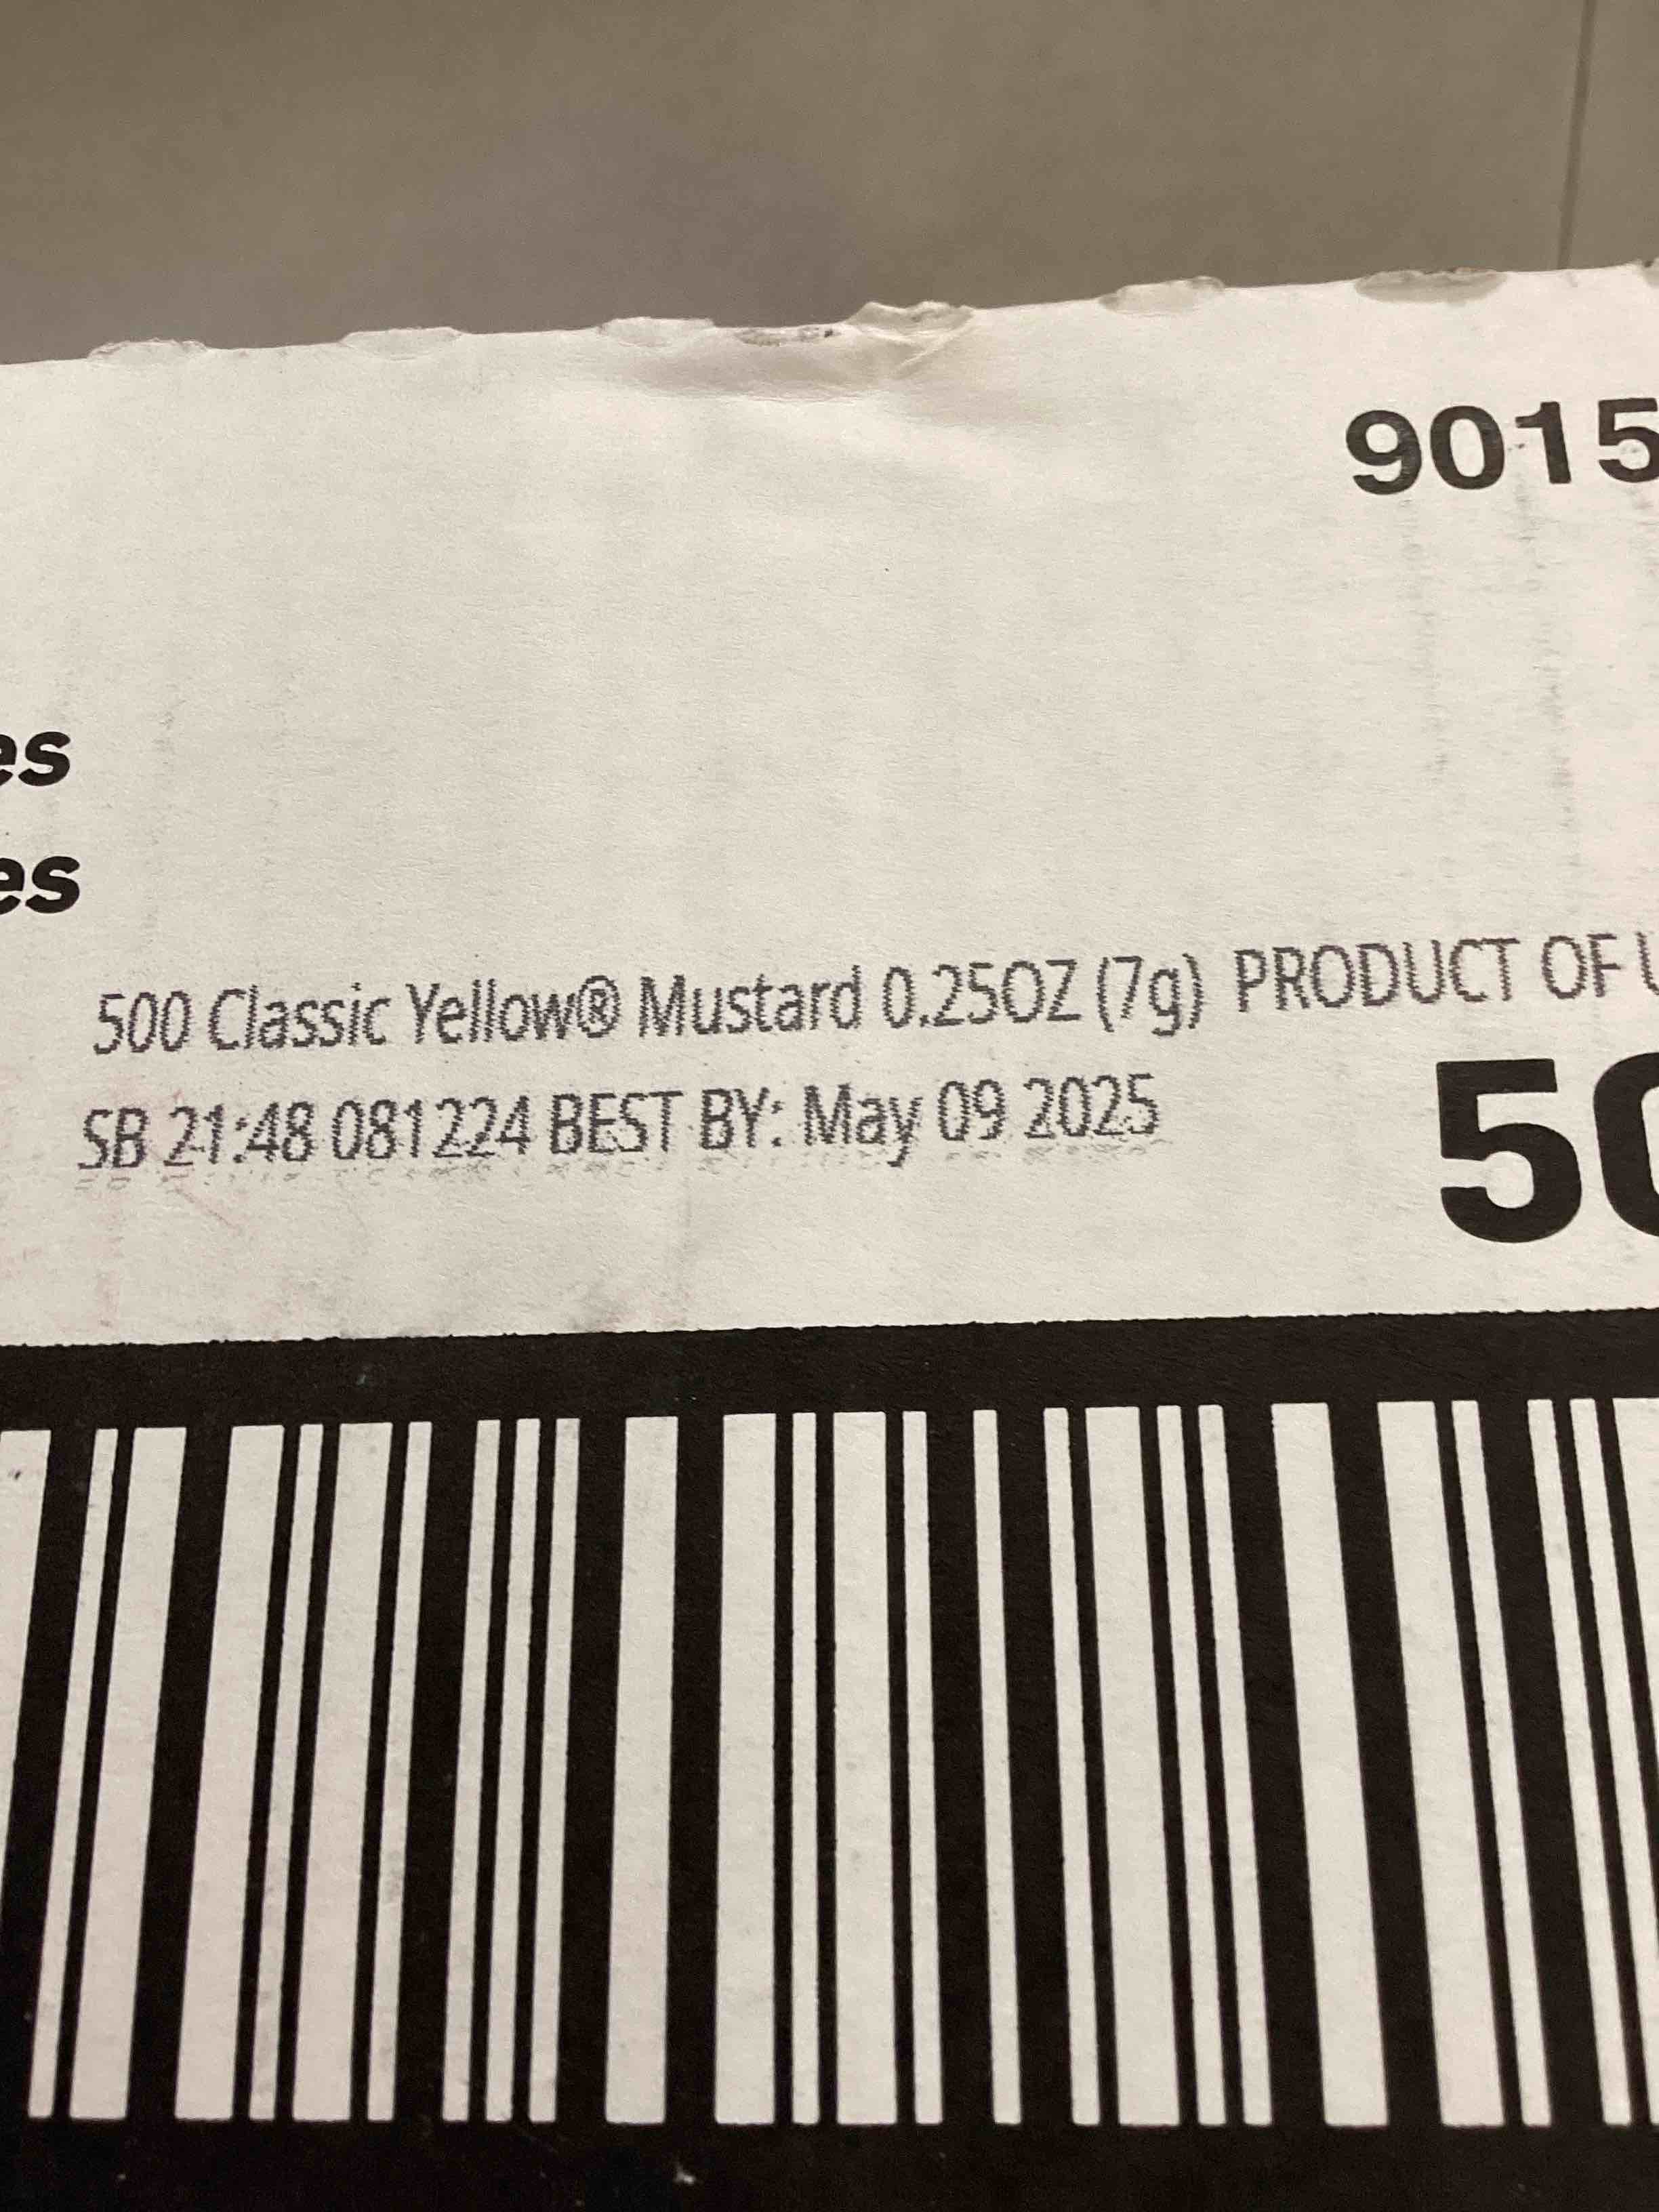 9015
es
es
500 Classic Yellow® Mustard 0.25OZ (7g) PRODUCT OF U
SB 21:48 081224 BEST BY: May 09 2025
50